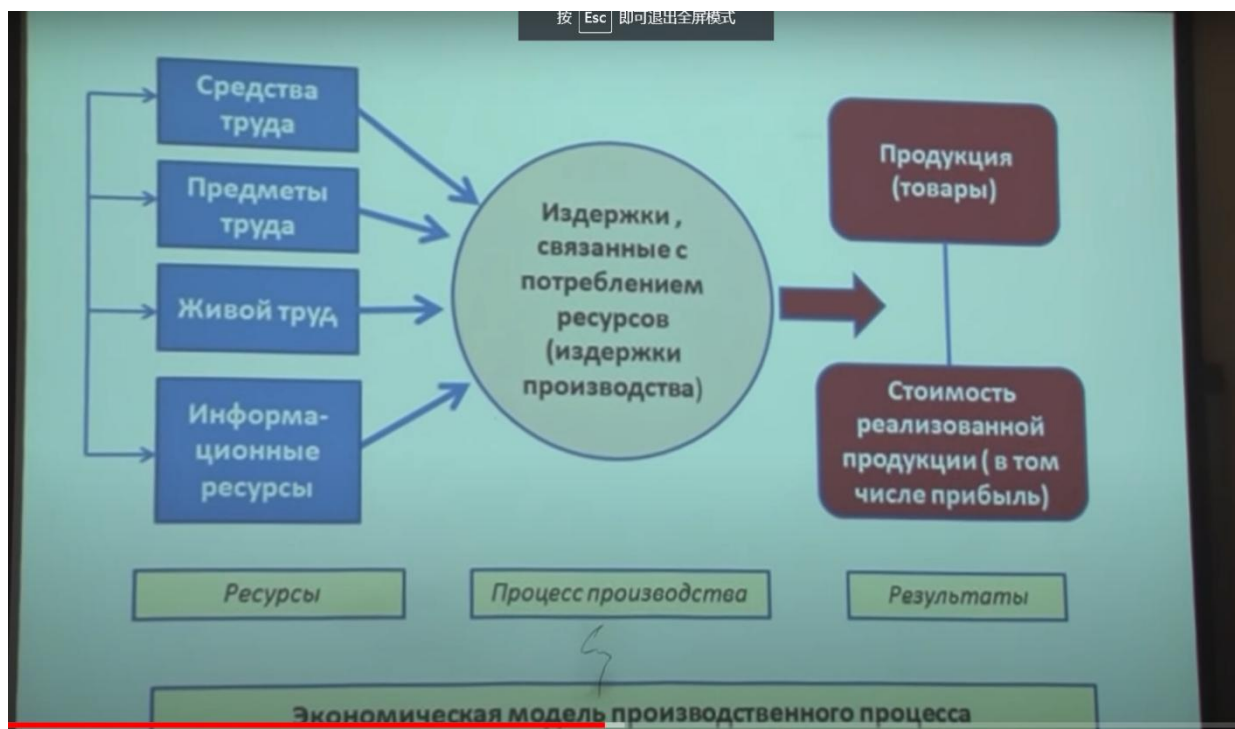 按 Esc 即可退出全屏模式
Средства
труда
Предметы
труда
Живой труд
Информа-
ционные
ресурсы
Издержки ,
связанные с
потреблением
ресурсов
(издержки
производства)
Продукция
(товары)
Стоимость
реализованной
продукции ( в том
числе прибыль)
Ресурсы
Процесс производства
Результаты
Экономическая модель производственного процесса